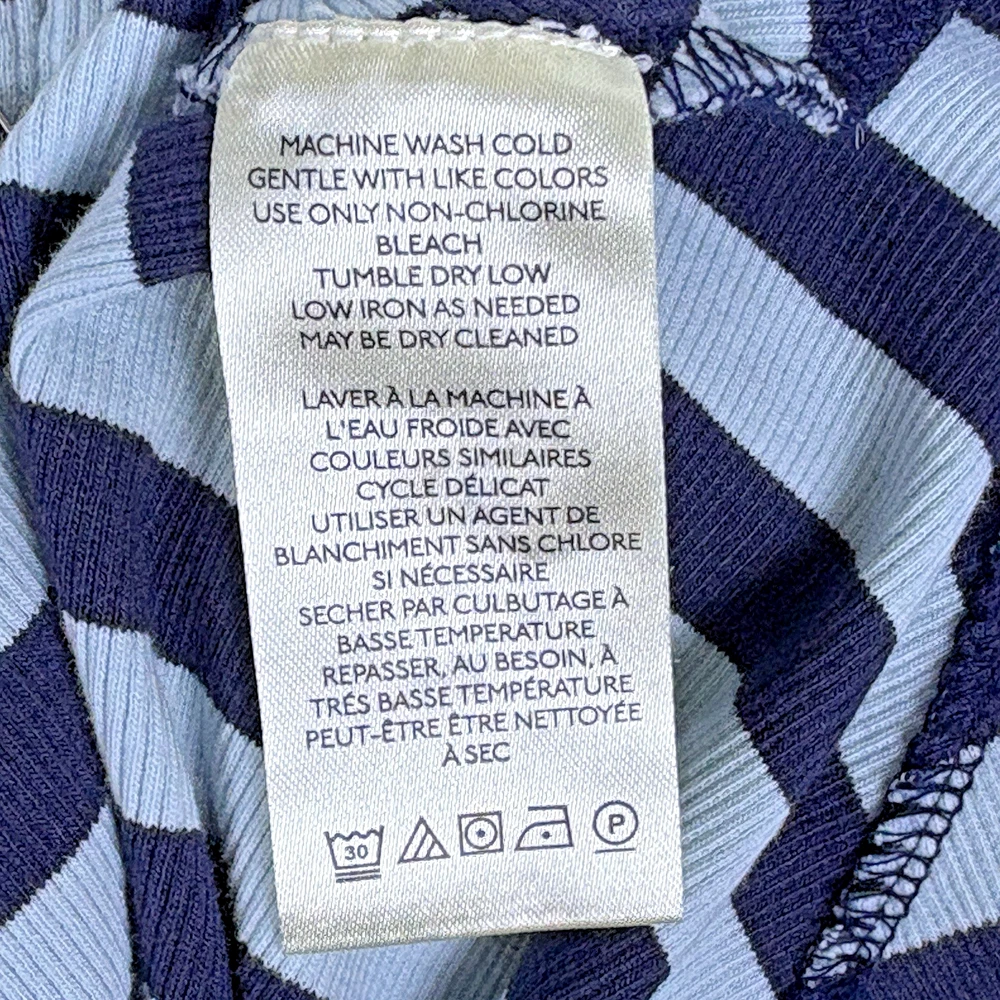 MACHINE WASH COLD
GENTLE WITH LIKE COLORS
USE ONLY NON-CHLORINE
BLEACH
TUMBLE DRY LOW
LOW IRON AS NEEDED
MAY BE DRY CLEANED
LAVER À LA MACHINE À
L'EAU FROIDE AVEC
COULEURS SIMILAIRES
CYCLE DÉLICAT
UTILISER UN AGENT DE
BLANCHIMENT SANS CHLORE
SI NÉCESSAIRE
SECHER PAR CULBUTAGE À
BASSE TEMPERATURE
REPASSER, AU BESOIN, À
TRÉS BASSE TEMPÉRATURE
PEUT-ÊTRE ÊTRE NETTOYÉE
À SEC
30 P